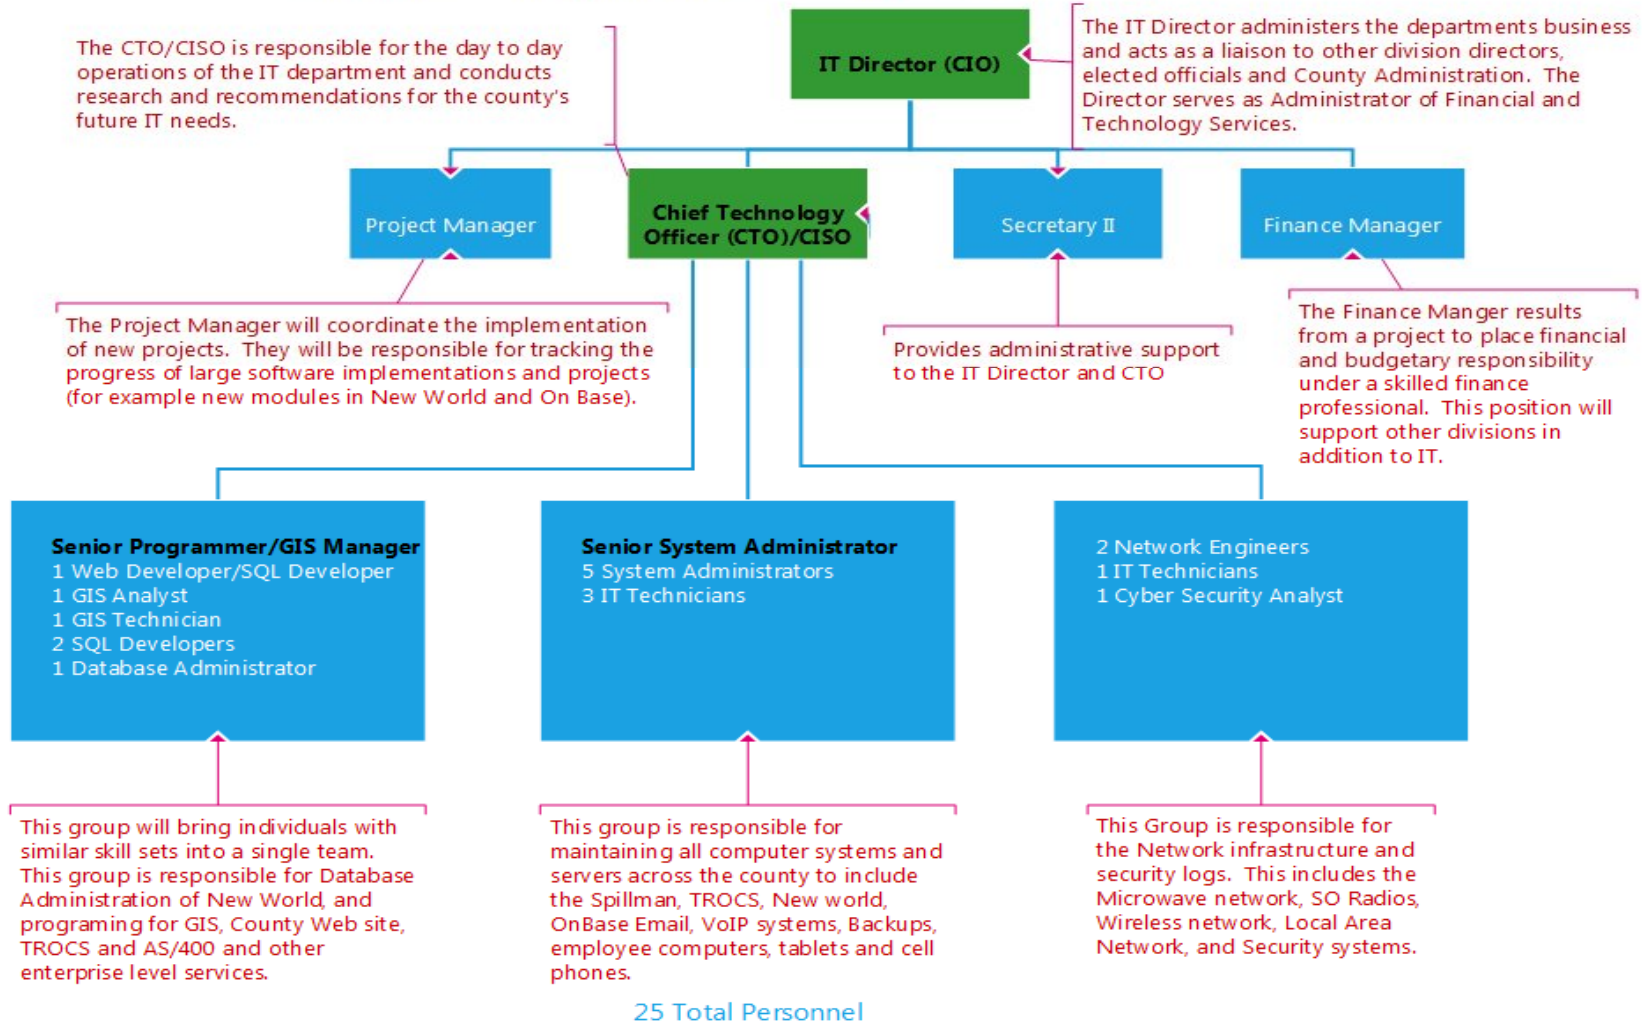 The CTO/CISO is responsible for the day to day
operations of the IT department and conducts
research and recommendations for the county's
future IT needs.
IT Director (CIO)
The IT Director administers the departments business
and acts as a liaison to other division directors,
elected officials and County Administration. The
Director serves as Administrator of Financial and
Technology Services.
Project Manager
Chief Technology
Officer (CTO)/CISO
Secretary II
Finance Manager
The Project Manager will coordinate the implementation
of new projects. They will be responsible for tracking the
progress of large software implementations and projects
(for example new modules in New World and On Base).
Provides administrative support
to the IT Director and CTO
The Finance Manger results
from a project to place financial
and budgetary responsibility
under a skilled finance
professional. This position will
support other divisions in
addition to IT.
Senior Programmer/GIS Manager
1 Web Developer/SQL Developer
1 GIS Analyst
1 GIS Technician
2 SQL Developers
1 Database Administrator
Senior System Administrator
5 System Administrators
3 IT Technicians
2 Network Engineers
1 IT Technicians
1 Cyber Security Analyst
This group will bring individuals with
similar skill sets into a single team.
This group is responsible for Database
Administration of New World, and
programing for GIS, County Web site,
TROCS and AS/400 and other
enterprise level services.
This group is responsible for
maintaining all computer systems and
servers across the county to include
the Spillman, TROCS, New world,
OnBase Email, VoIP systems, Backups,
employee computers, tablets and cell
phones.
This Group is responsible for
the Network infrastructure and
security logs. This includes the
Microwave network, SO Radios,
Wireless network, Local Area
Network, and Security systems.
25 Total Personnel